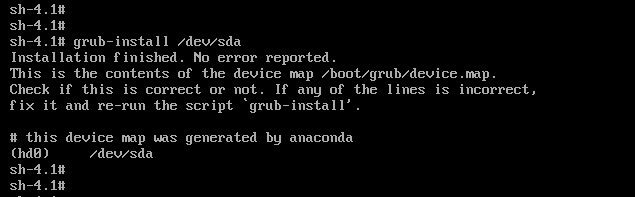 sh-4.1#
sh-4.1#
sh-4.1# grub-install /dev/sda
Installation finished. No error reported.
This is the contents of the device map /boot/grub/device.map.
Check if this is correct or not. If any of the lines is incorrect,
fix it and re-run the script `grub-install'.

# this device map was generated by anaconda
(hd0)     /dev/sda
sh-4.1#
sh-4.1#